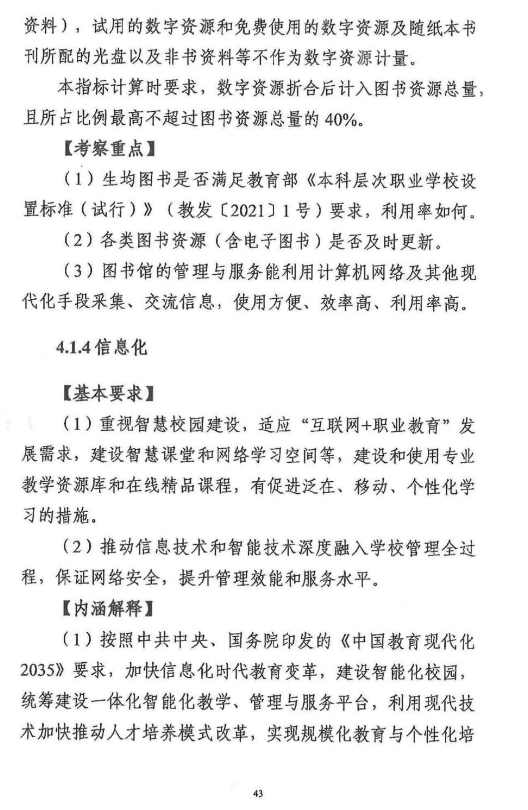 资料），试用的数字资源和免费使用的数字资源及随纸本书
刊所配的光盘以及非书资料等不作为数字资源计量。
本指标计算时要求，数字资源折合后计入图书资源总量，
且所占比例最高不超过图书资源总量的 40%。
【考察重点】
（1）生均图书是否满足教育部《本科层次职业学校设
置标准（试行）》（教发〔2021〕1 号）要求，利用率如何。
（2）各类图书资源（含电子图书）是否及时更新。
（3）图书馆的管理与服务能利用计算机网络及其他现
代化手段采集、交流信息，使用方便、效率高、利用率高。
4.1.4 信息化
【基本要求】
（1）重视智慧校园建设，适应“互联网+职业教育”发
展需求，建设智慧课堂和网络学习空间等，建设和使用专业
教学资源库和在线精品课程，有促进泛在、移动、个性化学
习的措施。
（2）推动信息技术和智能技术深度融入学校管理全过
程，保证网络安全，提升管理效能和服务水平。
【内涵解释】
（1）按照中共中央、国务院印发的《中国教育现代化
2035》要求，加快信息化时代教育变革，建设智能化校园，
统筹建设一体化智能化教学、管理与服务平台，利用现代技
术加快推动人才培养模式改革，实现规模化教育与个性化培
43